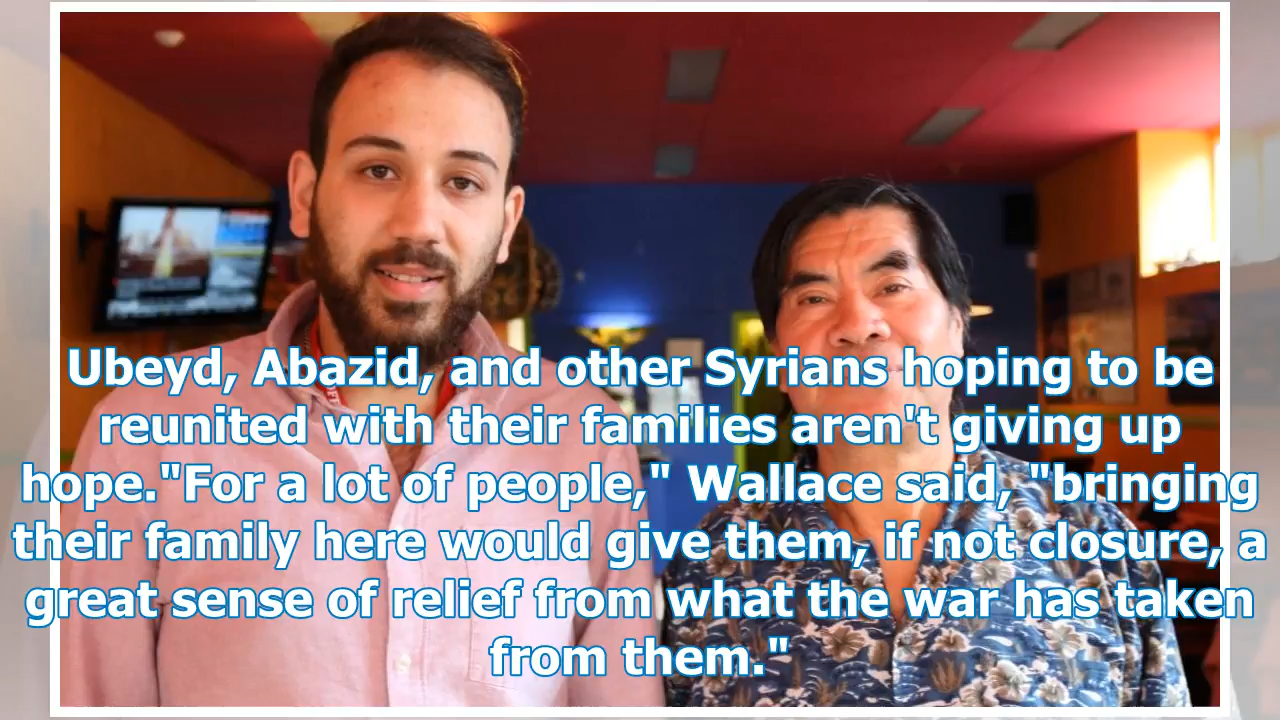 Ubeyd, Abazid, and other Syrians hoping to be
reunited with their families aren't giving up
hope."For a lot of people," Wallace said, "bringing
their family here would give them, if not closure, a
great sense of relief from what the war has taken
from them."